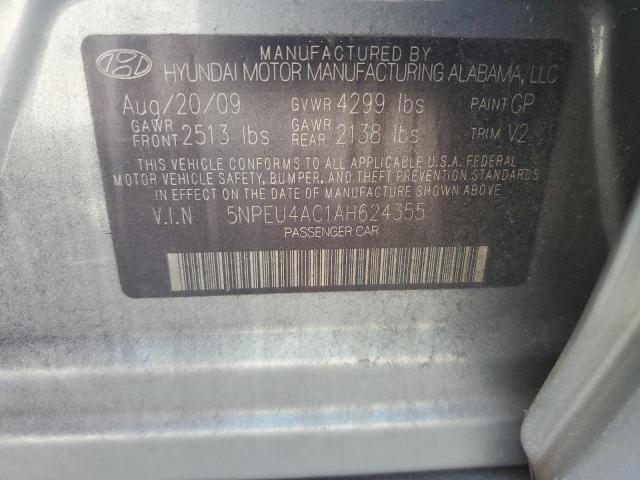 MANUFACTURED BY
HYUNDAI MOTOR MANUFACTURING ALABAMA, LLC
Aug/20/09 GVWR 4299 lbs PAINT GP
GAWR FRONT 2513 lbs GAWR REAR 2138 lbs TRIM V2
THIS VEHICLE CONFORMS TO ALL APPLICABLE U.S.A. FEDERAL
MOTOR VEHICLE SAFETY, BUMPER, AND THEFT PREVENTION STANDARDS
IN EFFECT ON THE DATE OF MANUFACTURE SHOWN ABOVE.
V.I.N 5NPEU4AC1AH624355
PASSENGER CAR